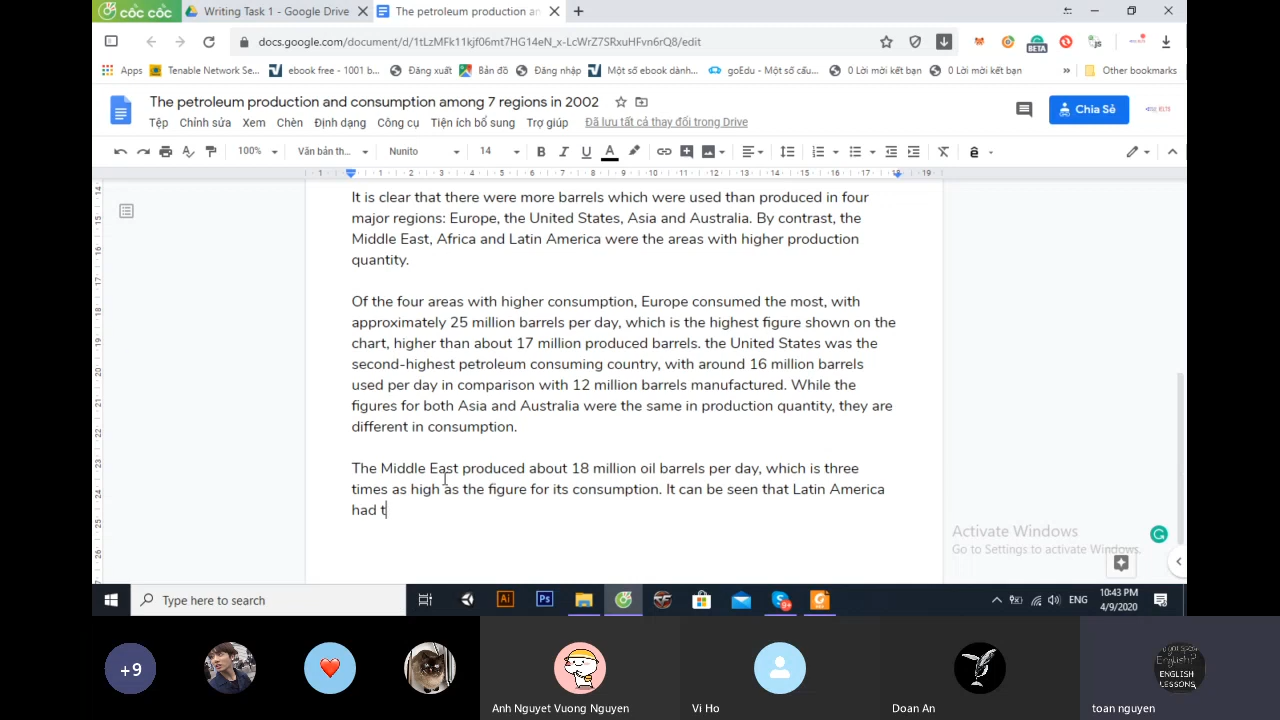 cốc cốc
Writing Task 1 - Google Drive
The petroleum production an
docs.google.com/document/d/1tLzMFk11kjf06mt7HG14eN_x-LcWrZ7SRxuHFvn6rQ8/edit
BETA
Apps
Tenable Network Se...
ebook free - 1001 b...
Đăng xuất
Bản đồ
Đăng nhập
Một số ebook dành...
goEdu - Một số cấu...
0 Lời mời kết bạn
0 Lời mời kết bạn
Other bookmarks
The petroleum production and consumption among 7 regions in 2002
Chia Sẻ
Tệp Chỉnh sửa Xem Chèn Định dạng Công cụ Tiện ích bổ sung Trợ giúp Đã lưu tất cả thay đổi trong Drive
100% Văn bản th... Nunito 14
It is clear that there were more barrels which were used than produced in four
major regions: Europe, the United States, Asia and Australia. By contrast, the
Middle East, Africa and Latin America were the areas with higher production
quantity.
Of the four areas with higher consumption, Europe consumed the most, with
approximately 25 million barrels per day, which is the highest figure shown on the
chart, higher than about 17 million produced barrels. the United States was the
second-highest petroleum consuming country, with around 16 million barrels
used per day in comparison with 12 million barrels manufactured. While the
figures for both Asia and Australia were the same in production quantity, they are
different in consumption.
The Middle East produced about 18 million oil barrels per day, which is three
times as high as the figure for its consumption. It can be seen that Latin America
had t
Activate Windows
Go to Settings to activate Windows.
Type here to search
ENG
10:43 PM
4/9/2020
+9
Anh Nguyet Vuong Nguyen
Vi Ho
Doan An
English?
ENGLISH
LESSONS
toan nguyen